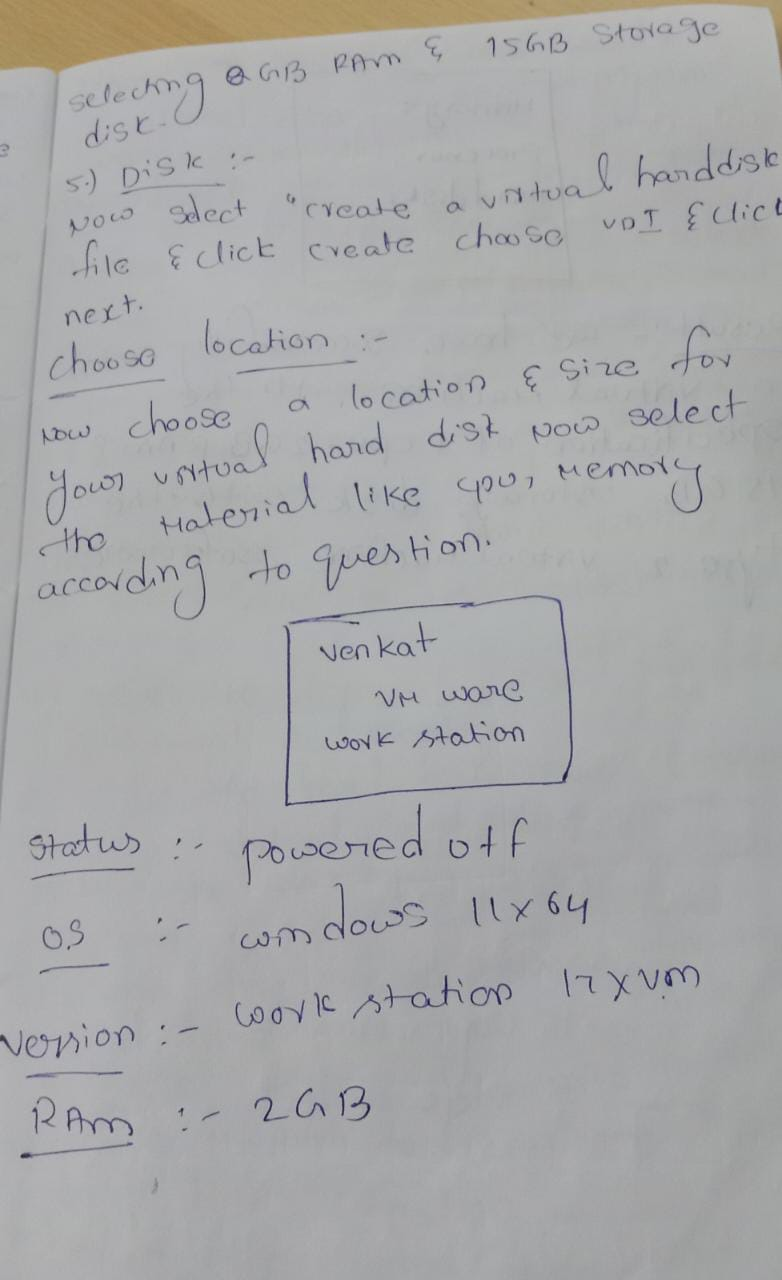 selecting 2GB RAM & 15GB Storage
disk.
5.) Disk :-
Now select "create a virtual harddisk
file & click create choose VDI & Click
next.
choose location :-
Now choose a location & size for
your virtual hard disk Now select
the Material like cpu, Memory
according to question.
venkat
VM ware
work station
Status :- powered off
OS :- windows 11 x 64
Version :- work station 17 x vm
RAM :- 2GB